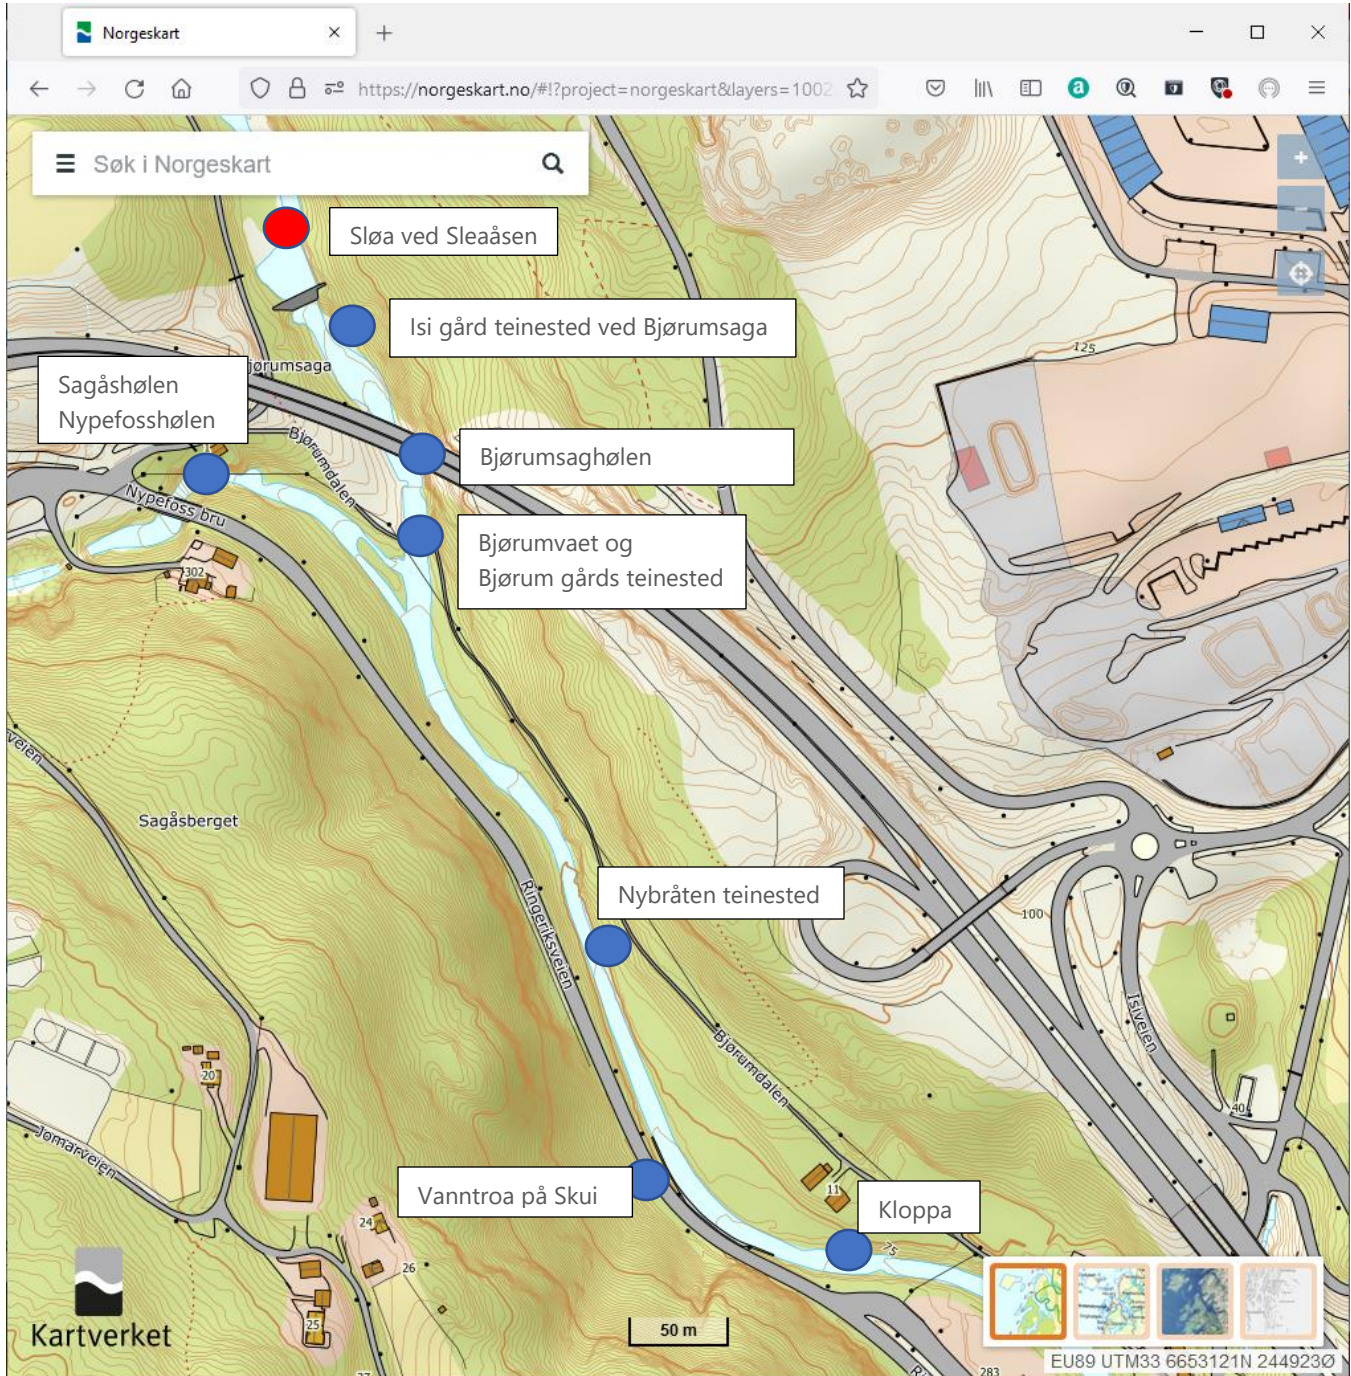 Norgeskart
https://norgeskart.no/#!?project=norgeskart&layers=1002
Søk i Norgeskart
Sløa ved Sleaåsen
Isi gård teinested ved Bjørumsaga
125
jørumsaga
Sagåshølen
Nypefosshølen
Bjørumsaghølen
Bjørumdalen
Nypefoss bru
Bjørumvaet og
Bjørum gårds teinested
302
rveien
Sagåsberget
Nybråten teinested
Ringeriksveien
100
Isiveien
Bjørumdalen
20
40
Jomarveien
Vanntroa på Skui
11
Kloppa
24
75
26
25
Kartverket
50 m
EU89 UTM33 6653121N 244923Ø
283
27